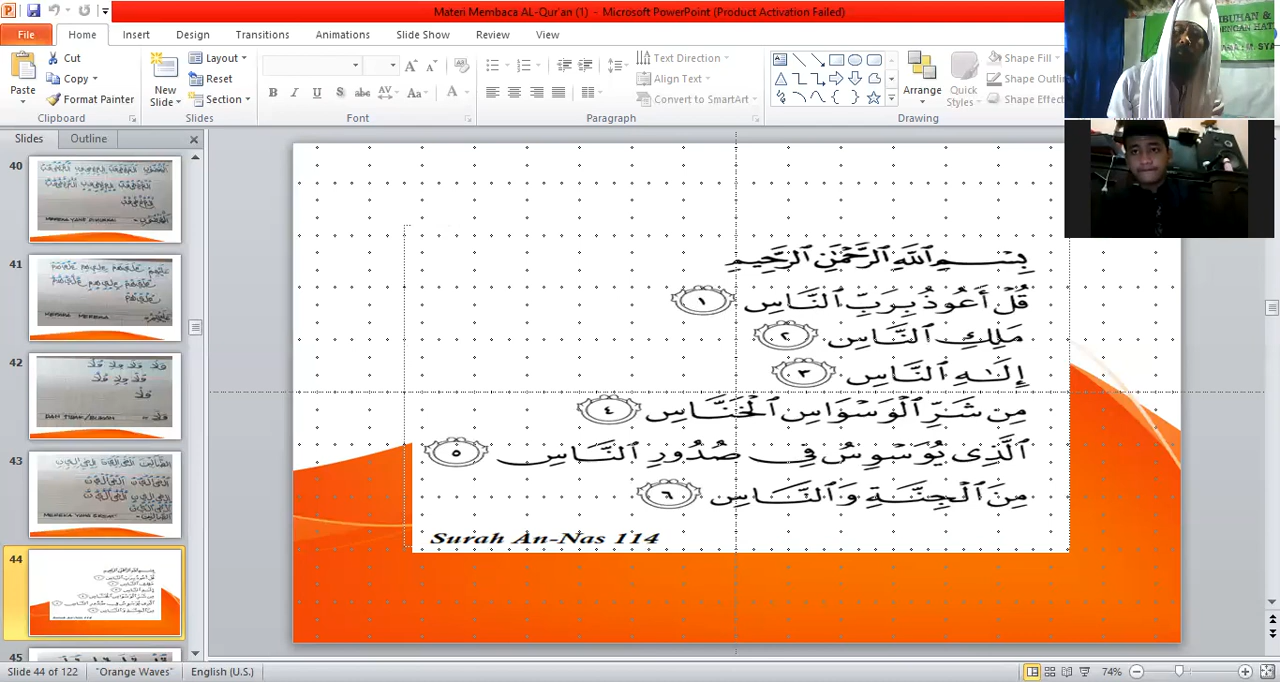 Materi Membaca AL-Qur'an (1) - Microsoft PowerPoint (Product Activation Failed)
File Home Insert Design Transitions Animations Slide Show Review View
Paste
Cut
Copy
Format Painter
Clipboard
New Slide
Layout
Reset
Section
Slides
Font
Text Direction
Align Text
Convert to SmartArt
Paragraph
Arrange
Quick Styles
Shape Fill
Shape Outli
Shape Effec
Drawing
BUHAN &
DENGAN HAT
Slides Outline
40
41
42
43
44
45
بِسْمِ ٱللَّهِ ٱلرَّحْمَٰنِ ٱلرَّحِيمِ
قُلْ أَعُوذُ بِرَبِّ ٱلنَّاسِ ١
مَلِكِ ٱلنَّاسِ ٢
إِلَٰهِ ٱلنَّاسِ ٣
مِن شَرِّ ٱلْوَسْوَاسِ ٱلْخَنَّاسِ ٤
ٱلَّذِى يُوَسْوِسُ فِى صُدُورِ ٱلنَّاسِ ٥
مِنَ ٱلْجِنَّةِ وَٱلنَّاسِ ٦
Surah An-Nas 114
Slide 44 of 122 "Orange Waves" English (U.S.) 74%